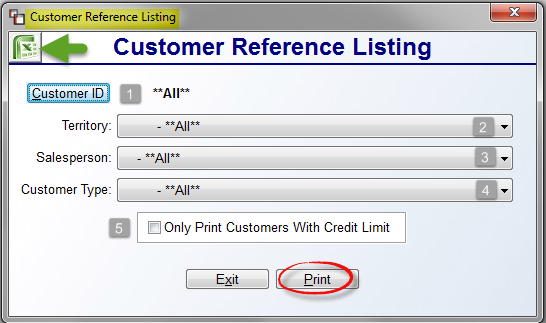 Customer Reference Listing
Customer Reference Listing
Customer ID 1 **All**
Territory: - **All** 2
Salesperson: - **All** 3
Customer Type: - **All** 4
5 Only Print Customers With Credit Limit
Exit Print